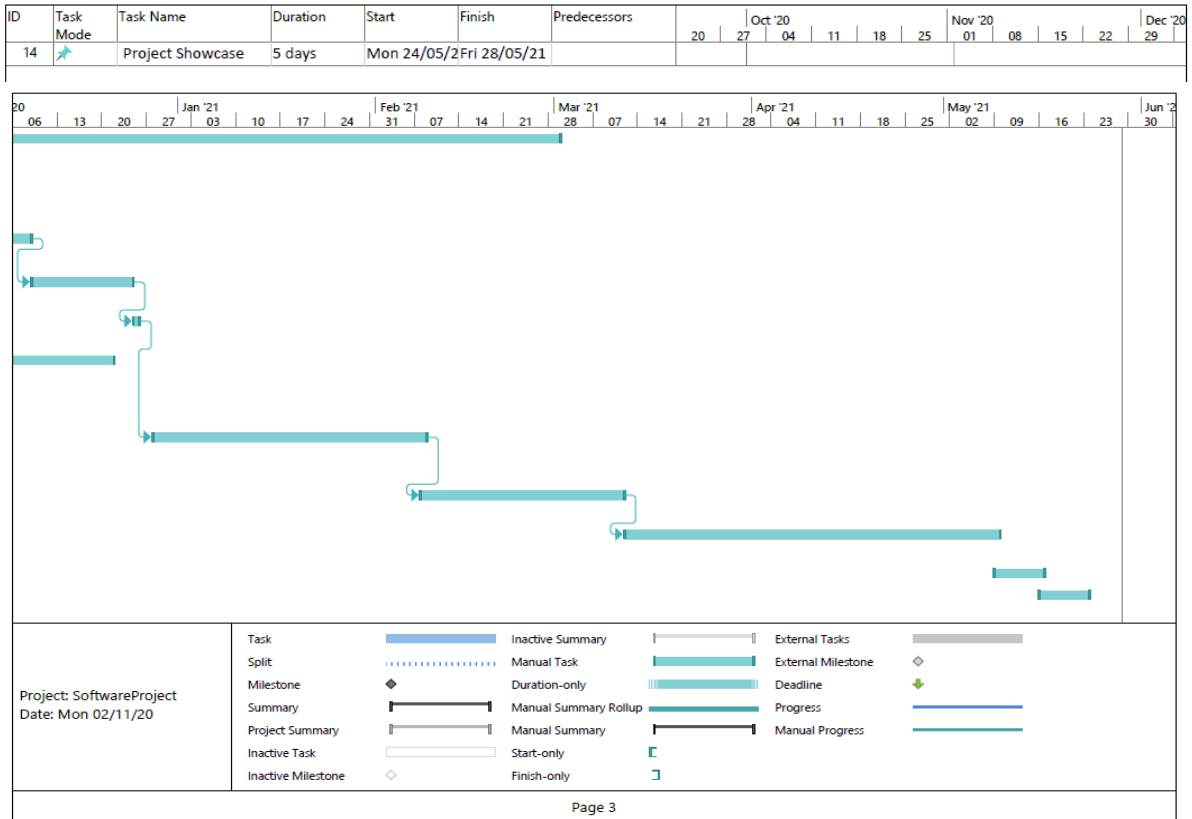 ID Task Mode Task Name Duration Start Finish Predecessors
Oct '20 Nov '20 Dec '20
20 27 04 11 18 25 01 08 15 22 29
14 Project Showcase 5 days Mon 24/05/2 Fri 28/05/21
20 Jan '21 Feb '21 Mar '21 Apr '21 May '21 Jun '2
06 13 20 27 03 10 17 24 31 07 14 21 28 07 14 21 28 04 11 18 25 02 09 16 23 30
Project: SoftwareProject
Date: Mon 02/11/20
Task
Split
Milestone
Summary
Project Summary
Inactive Task
Inactive Milestone
Inactive Summary
Manual Task
Duration-only
Manual Summary Rollup
Manual Summary
Start-only
Finish-only
External Tasks
External Milestone
Deadline
Progress
Manual Progress
Page 3